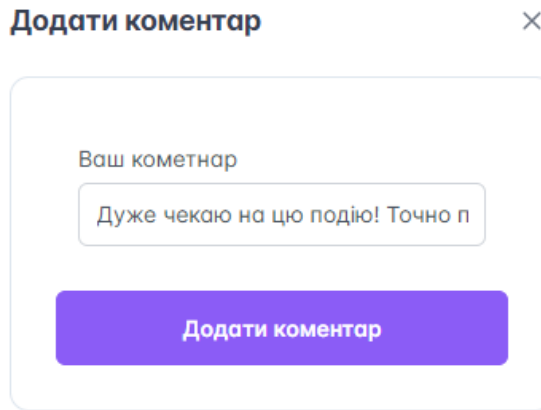 Додати коментар
Ваш кометнар
Дуже чекаю на цю подію! Точно п
Додати коментар